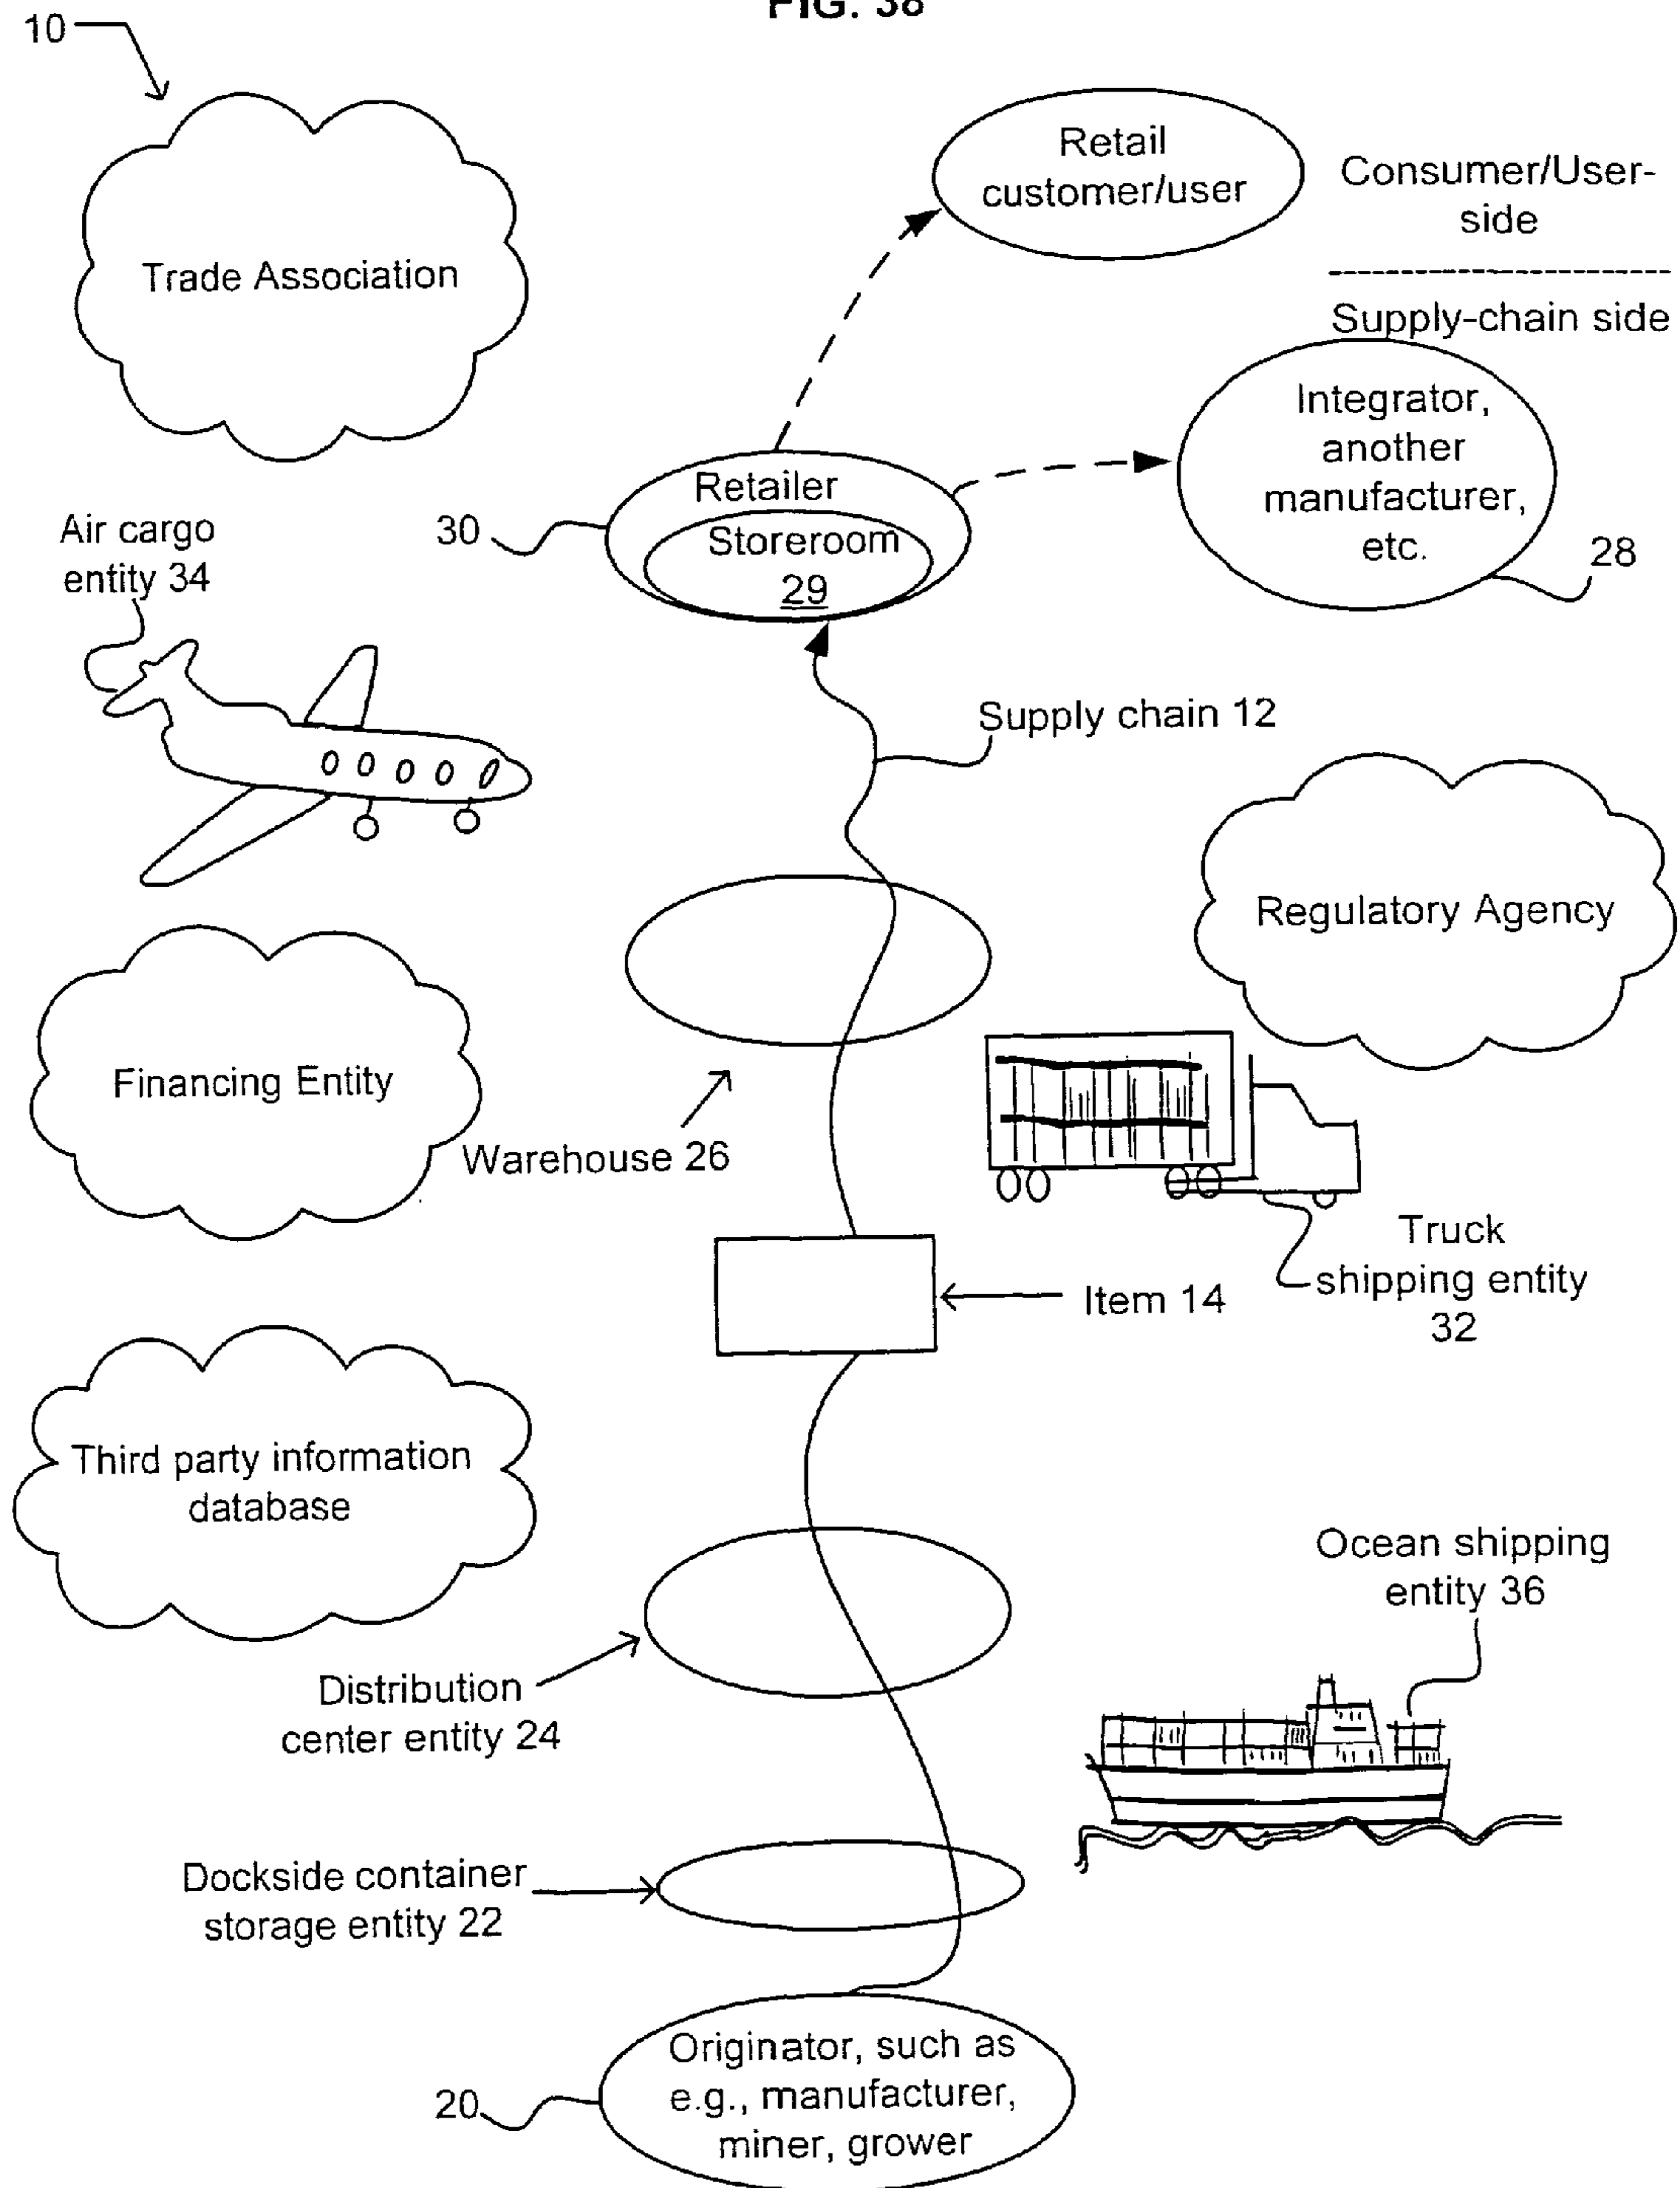 FIG. 38
10
Retail
customer/user
Consumer/User-
side
Trade Association
Supply-chain side
Integrator,
another
manufacturer,
etc.
28
Retailer
Storeroom
29
30
Air cargo
entity 34
Supply chain 12
Regulatory Agency
Financing Entity
Warehouse 26
Truck
shipping entity
32
Item 14
Third party information
database
Ocean shipping
entity 36
Distribution
center entity 24
Dockside container
storage entity 22
Originator, such as
e.g., manufacturer,
miner, grower
20